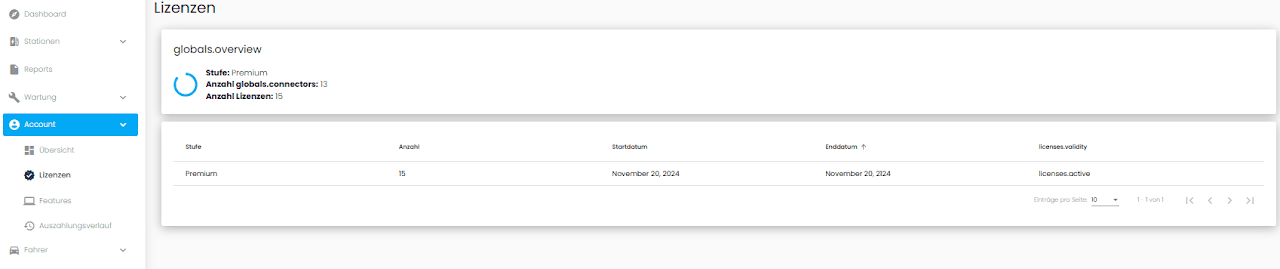 Lizenzen
Dashboard
Stationen
Reports
Wartung
Account
Übersicht
Lizenzen
Features
Auszahlungsverlauf
Fahrer
globals.overview
Stufe: Premium
Anzahl globals.connectors: 13
Anzahl Lizenzen: 15
Stufe Anzahl Startdatum Enddatum ↑ licenses.validity
Premium 15 November 20, 2024 November 20, 2124 licenses.active
Einträge pro Seite: 10 1 - 1 von 1